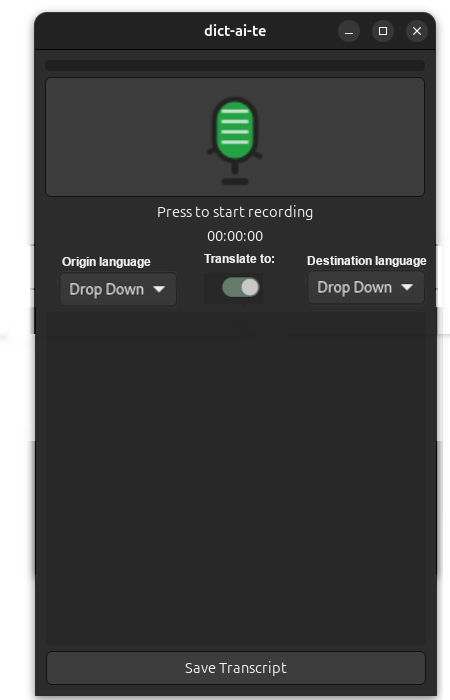 dict-ai-te
Press to start recording
00:00:00
Origin language
Translate to:
Destination language
Drop Down
Drop Down
Save Transcript